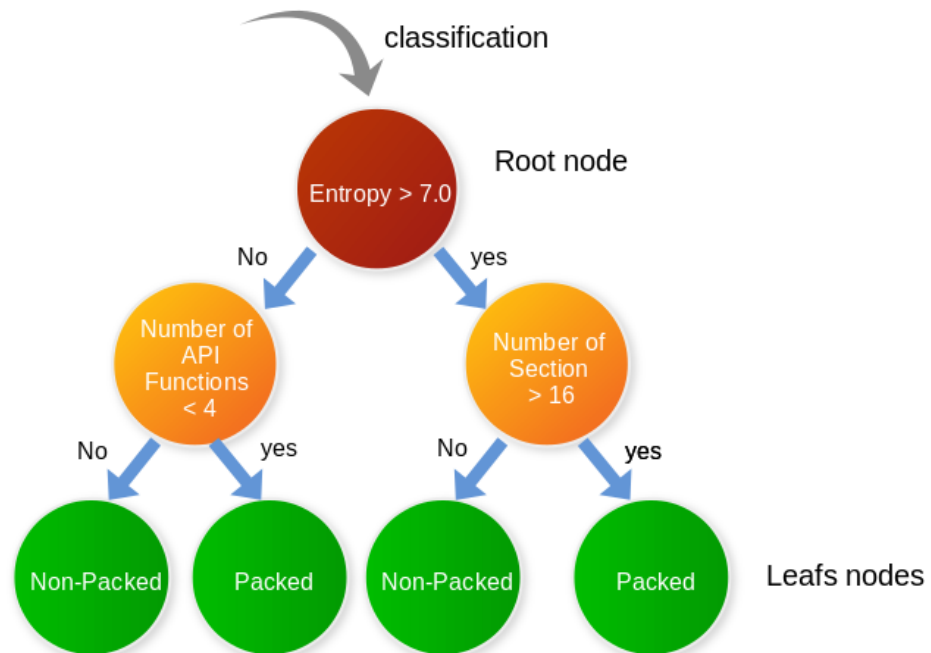 classification
Root node
Entropy > 7.0
No
yes
Number of
API
Functions
< 4
Number of
Section
> 16
No
yes
No
yes
Non-Packed
Packed
Non-Packed
Packed
Leafs nodes